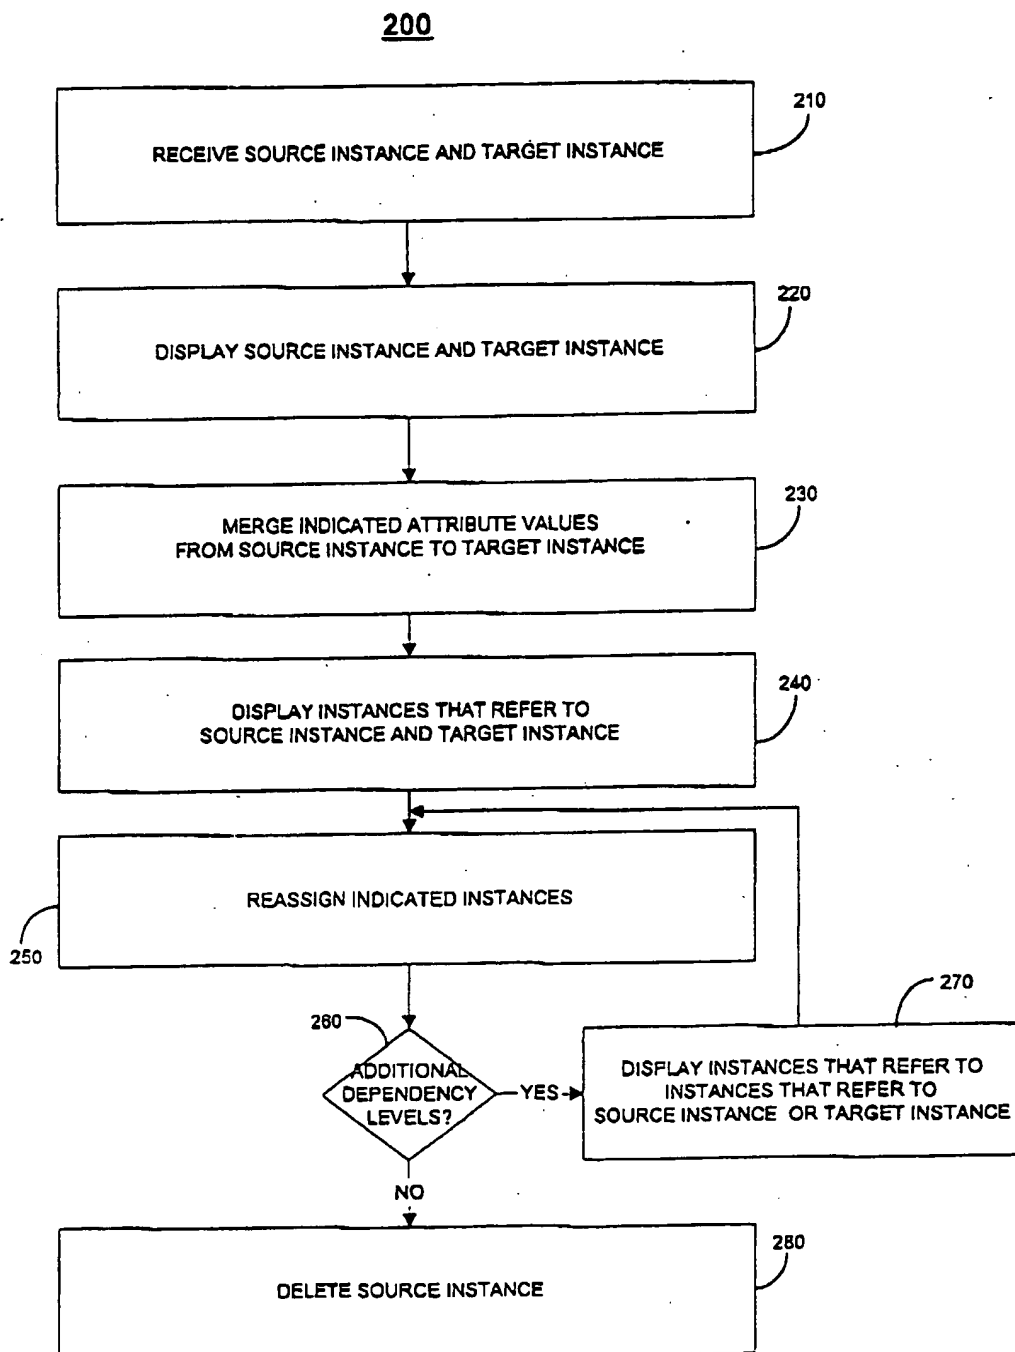 200
210
RECEIVE SOURCE INSTANCE AND TARGET INSTANCE
220
DISPLAY SOURCE INSTANCE AND TARGET INSTANCE
230
MERGE INDICATED ATTRIBUTE VALUES
FROM SOURCE INSTANCE TO TARGET INSTANCE
240
DISPLAY INSTANCES THAT REFER TO
SOURCE INSTANCE AND TARGET INSTANCE
REASSIGN INDICATED INSTANCES
250
260
ADDITIONAL
DEPENDENCY
LEVELS?
YES
270
DISPLAY INSTANCES THAT REFER TO
INSTANCES THAT REFER TO
SOURCE INSTANCE OR TARGET INSTANCE
NO
280
DELETE SOURCE INSTANCE